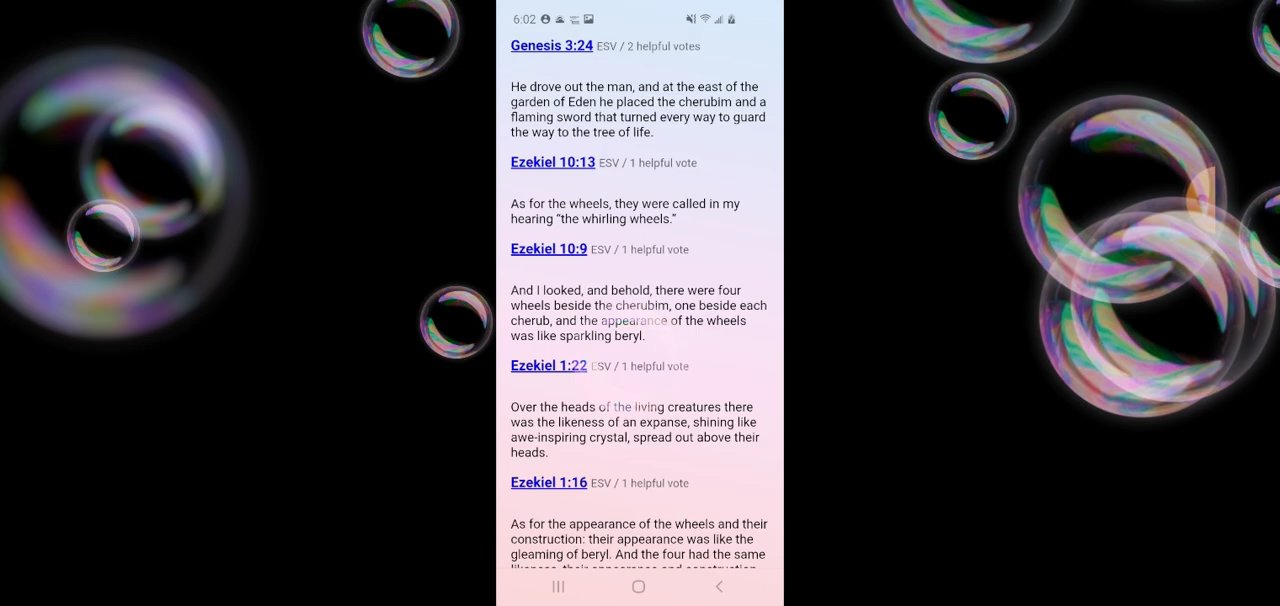 6:02
Genesis 3:24 ESV / 2 helpful votes
He drove out the man, and at the east of the
garden of Eden he placed the cherubim and a
flaming sword that turned every way to guard
the way to the tree of life.
Ezekiel 10:13 ESV / 1 helpful vote
As for the wheels, they were called in my
hearing “the whirling wheels.”
Ezekiel 10:9 ESV / 1 helpful vote
And I looked, and behold, there were four
wheels beside the cherubim, one beside each
cherub, and the appearance of the wheels
was like sparkling beryl.
Ezekiel 1:22 ESV / 1 helpful vote
Over the heads of the living creatures there
was the likeness of an expanse, shining like
awe-inspiring crystal, spread out above their
heads.
Ezekiel 1:16 ESV / 1 helpful vote
As for the appearance of the wheels and their
construction: their appearance was like the
gleaming of beryl. And the four had the same
likeness, their appearance and construction